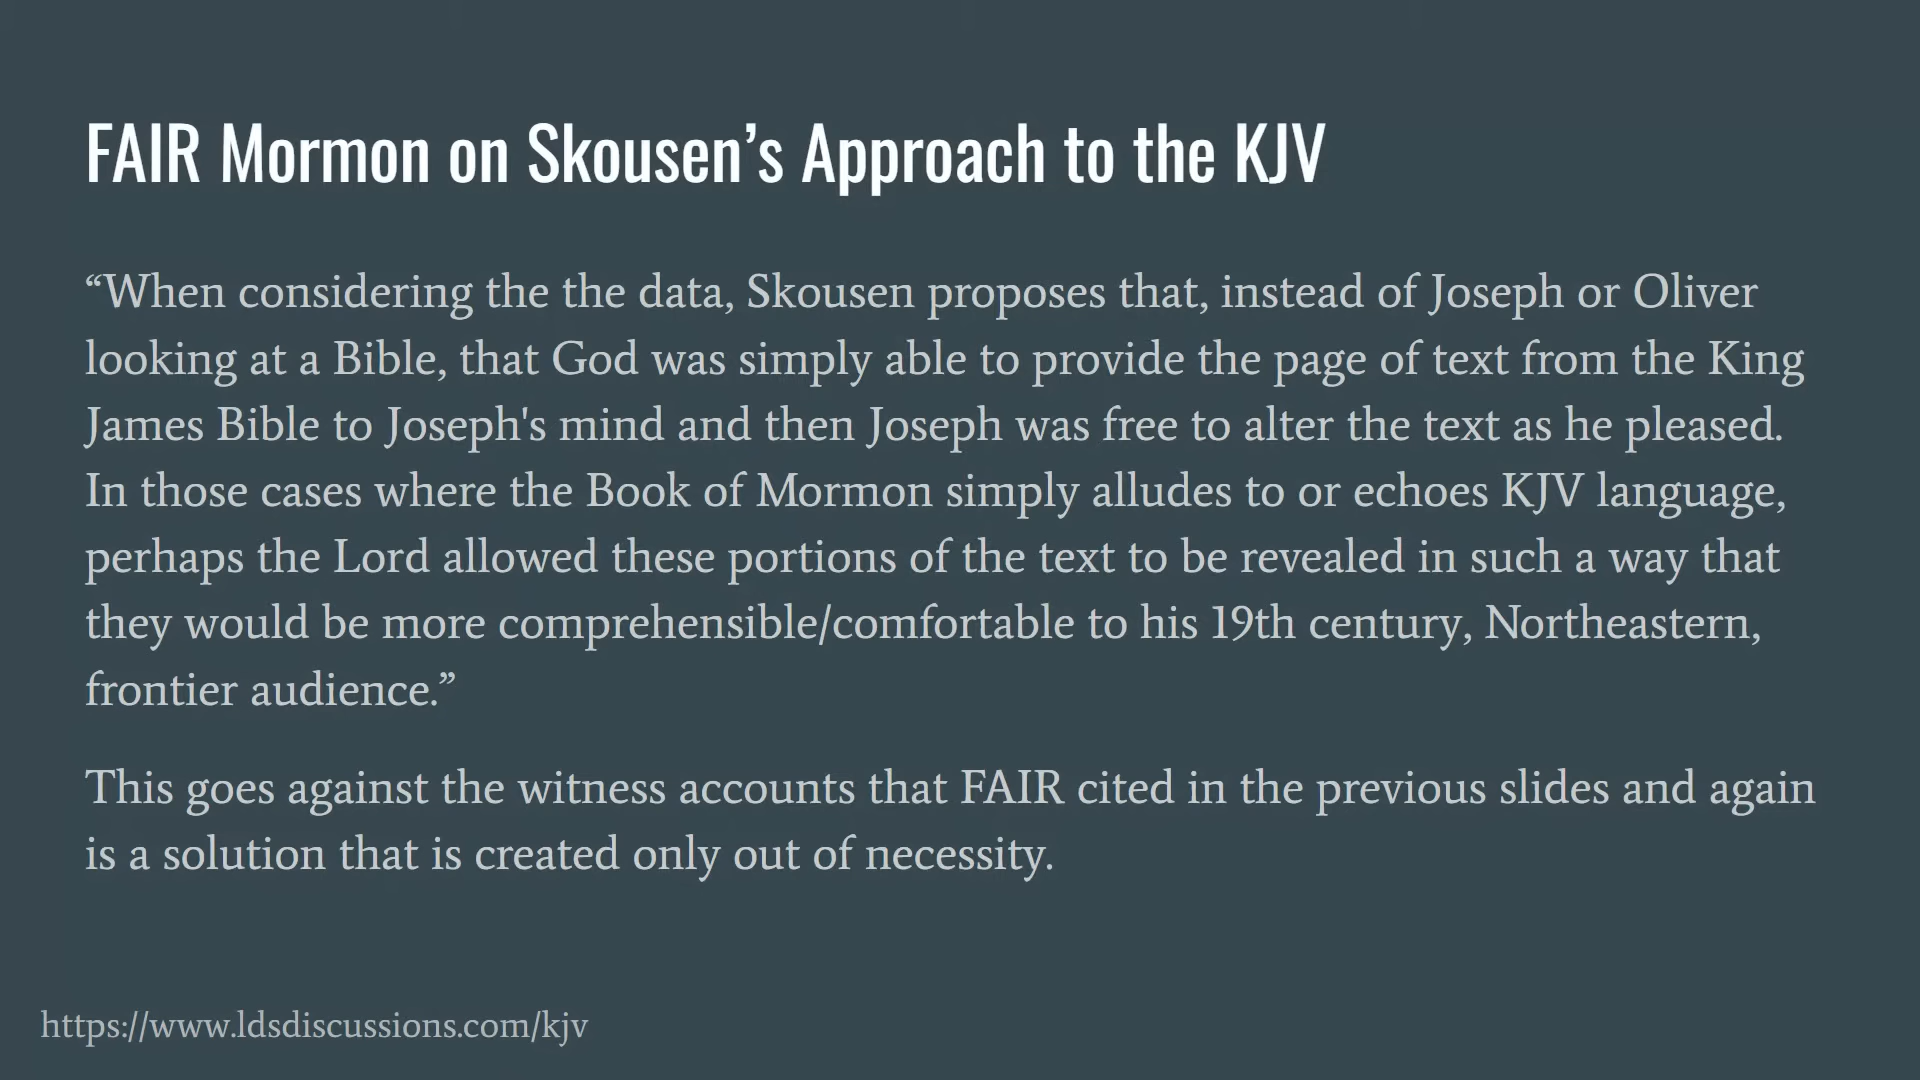 FAIR Mormon on Skousen’s Approach to the KJV
“When considering the the data, Skousen proposes that, instead of Joseph or Oliver
looking at a Bible, that God was simply able to provide the page of text from the King
James Bible to Joseph's mind and then Joseph was free to alter the text as he pleased.
In those cases where the Book of Mormon simply alludes to or echoes KJV language,
perhaps the Lord allowed these portions of the text to be revealed in such a way that
they would be more comprehensible/comfortable to his 19th century, Northeastern,
frontier audience.”
This goes against the witness accounts that FAIR cited in the previous slides and again
is a solution that is created only out of necessity.
https://www.ldsdiscussions.com/kjv